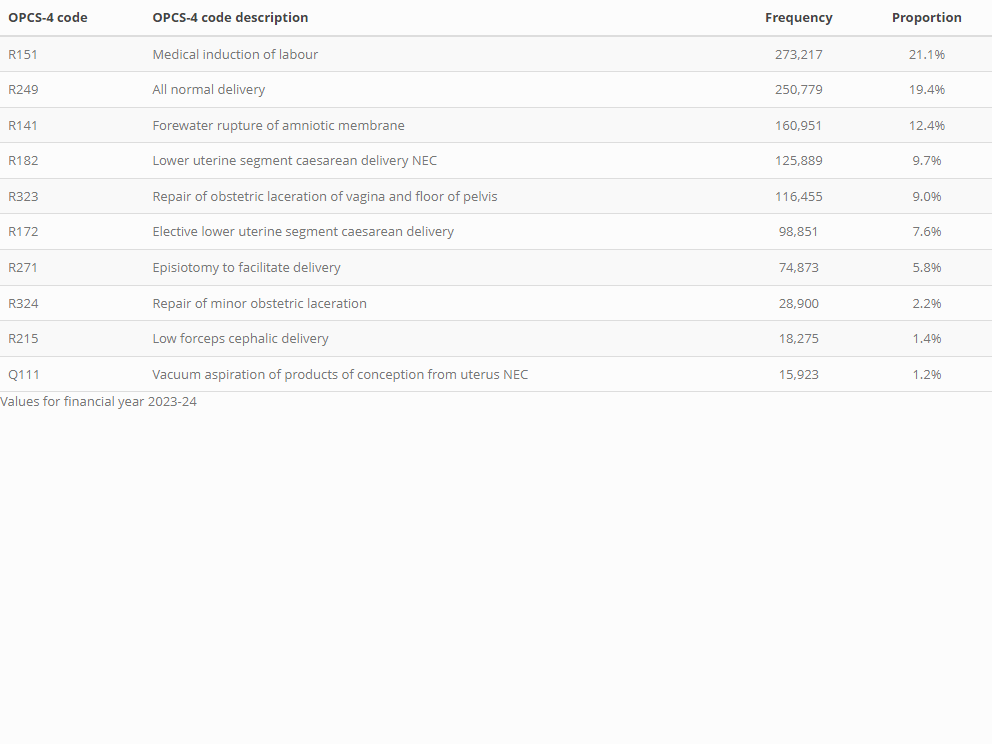 OPCS-4 code OPCS-4 code description Frequency Proportion
R151 Medical induction of labour 273,217 21.1%
R249 All normal delivery 250,779 19.4%
R141 Forewater rupture of amniotic membrane 160,951 12.4%
R182 Lower uterine segment caesarean delivery NEC 125,889 9.7%
R323 Repair of obstetric laceration of vagina and floor of pelvis 116,455 9.0%
R172 Elective lower uterine segment caesarean delivery 98,851 7.6%
R271 Episiotomy to facilitate delivery 74,873 5.8%
R324 Repair of minor obstetric laceration 28,900 2.2%
R215 Low forceps cephalic delivery 18,275 1.4%
Q111 Vacuum aspiration of products of conception from uterus NEC 15,923 1.2%
Values for financial year 2023-24